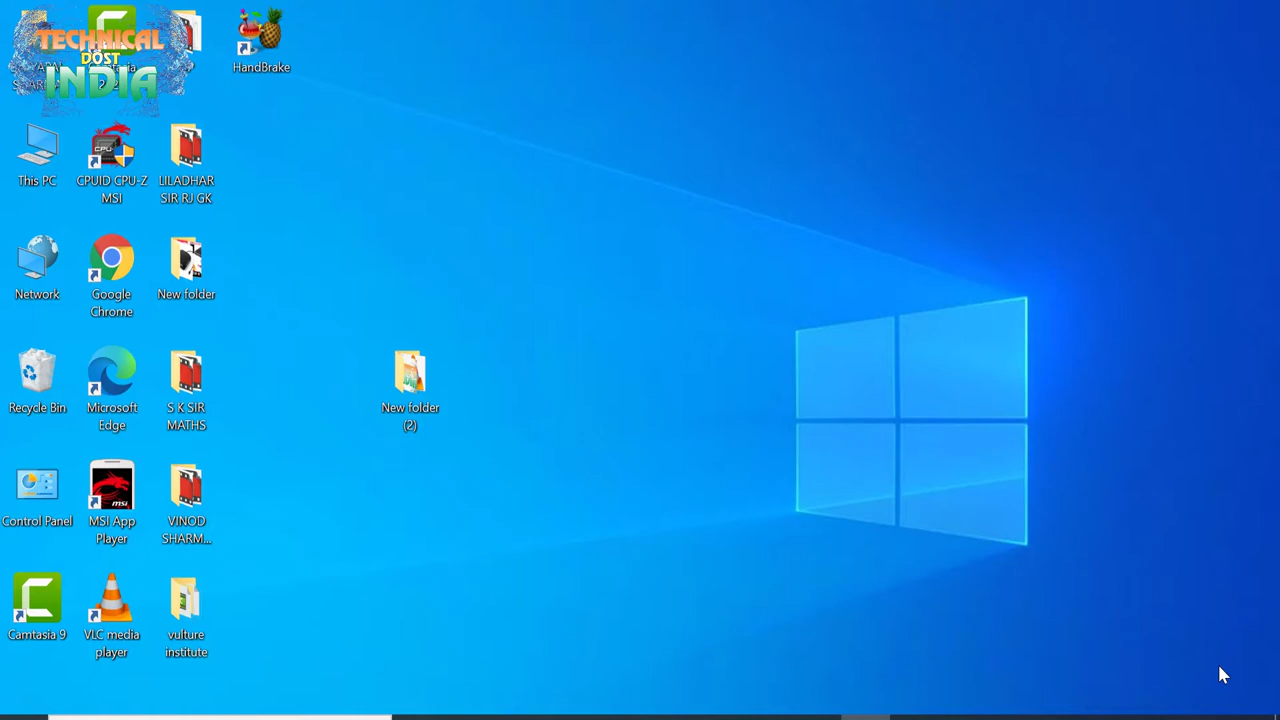 TECHNICAL
DOST
INDIA
HandBrake
This PC
CPUID CPU-Z
MSI
CPU
LILADHAR
SIR RJ GK
Network
Google
Chrome
New folder
Recycle Bin
Microsoft
Edge
S K SIR
MATHS
New folder
(2)
Control Panel
msi
MSI App
Player
VINOD
SHARM...
Camtasia 9
VLC media
player
vulture
institute